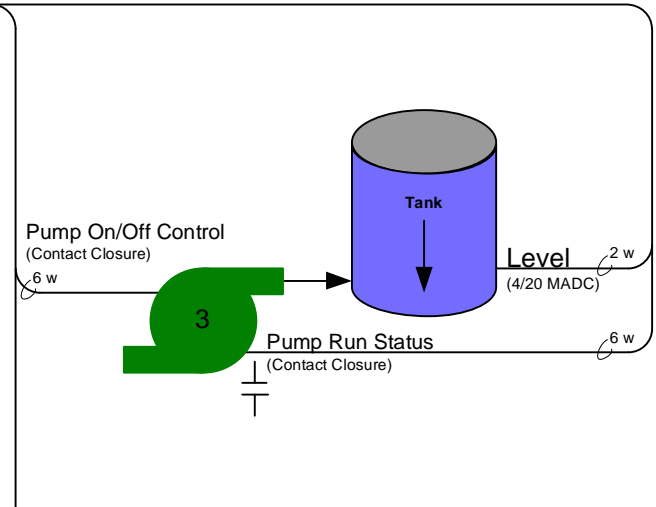 Tank
Pump On/Off Control
(Contact Closure)
6 w
Level
2 w
(4/20 MADC)
3
Pump Run Status
6 w
(Contact Closure)